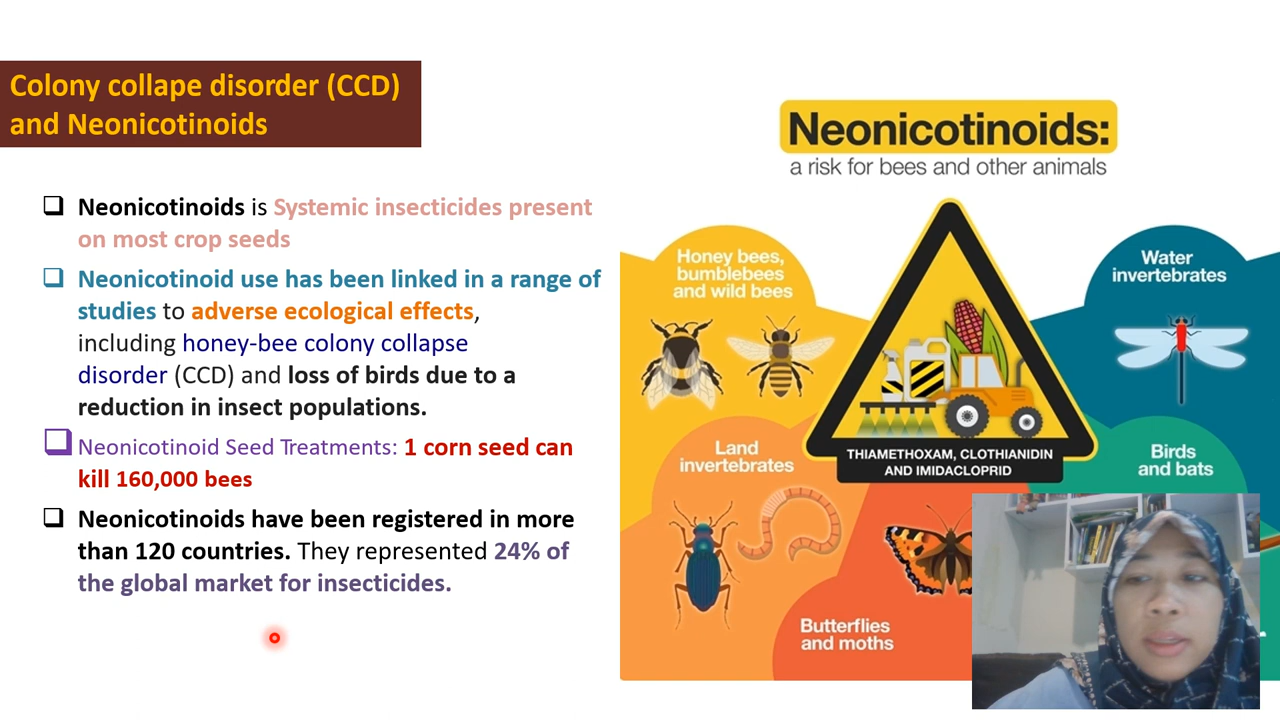 Colony collape disorder (CCD)
and Neonicotinoids
Neonicotinoids is Systemic insecticides present
on most crop seeds
Neonicotinoid use has been linked in a range of
studies to adverse ecological effects,
including honey-bee colony collapse
disorder (CCD) and loss of birds due to a
reduction in insect populations.
Neonicotinoid Seed Treatments: 1 corn seed can
kill 160,000 bees
Neonicotinoids have been registered in more
than 120 countries. They represented 24% of
the global market for insecticides.
Neonicotinoids:
a risk for bees and other animals
Honey bees,
bumblebees
and wild bees
Water
invertebrates
Land
invertebrates
THIAMETHOXAM, CLOTHIANIDIN
AND IMIDACLOPRID
Birds
and bats
Butterflies
and moths